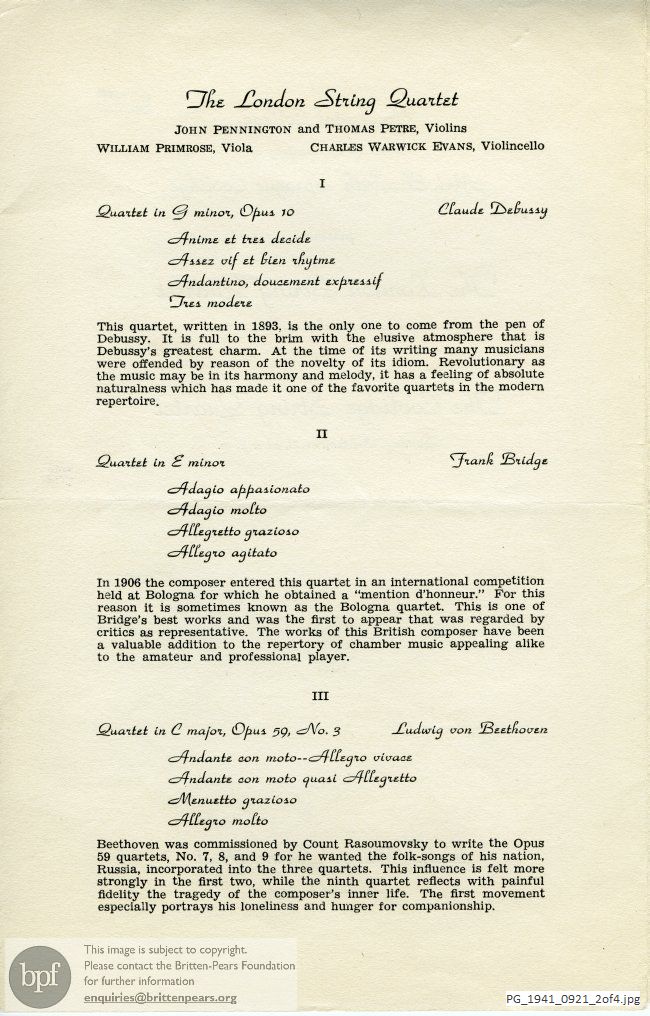 The London String Quartet
JOHN PENNINGTON and THOMAS PETRE, Violins
WILLIAM PRIMROSE, Viola CHARLES WARWICK EVANS, Violincello
I
Quartet in G minor, Opus 10 Claude Debussy
Anime et tres decide
Assez vif et bien rhytme
Andantino, doucement expressif
Tres modere
This quartet, written in 1893, is the only one to come from the pen of
Debussy. It is full to the brim with the elusive atmosphere that is
Debussy's greatest charm. At the time of its writing many musicians
were offended by reason of the novelty of its idiom. Revolutionary as
the music may be in its harmony and melody, it has a feeling of absolute
naturalness which has made it one of the favorite quartets in the modern
repertoire.
II
Quartet in E minor Frank Bridge
Adagio appasionato
Adagio molto
Allegretto grazioso
Allegro agitato
In 1906 the composer entered this quartet in an international competition
held at Bologna for which he obtained a "mention d'honneur." For this
reason it is sometimes known as the Bologna quartet. This is one of
Bridge's best works and was the first to appear that was regarded by
critics as representative. The works of this British composer have been
a valuable addition to the repertory of chamber music appealing alike
to the amateur and professional player.
III
Quartet in C major, Opus 59, No. 3 Ludwig von Beethoven
Andante con moto--Allegro vivace
Andante con moto quasi Allegretto
Menuetto grazioso
Allegro molto
Beethoven was commissioned by Count Rasoumovsky to write the Opus
59 quartets, No. 7, 8, and 9 for he wanted the folk-songs of his nation,
Russia, incorporated into the three quartets. This influence is felt more
strongly in the first two, while the ninth quartet reflects with painful
fidelity the tragedy of the composer's inner life. The first movement
especially portrays his loneliness and hunger for companionship.
bpf
This image is subject to copyright.
Please contact the Britten-Pears Foundation
for further information
enquiries@brittenpears.org
PG_1941_0921_2of4.jpg